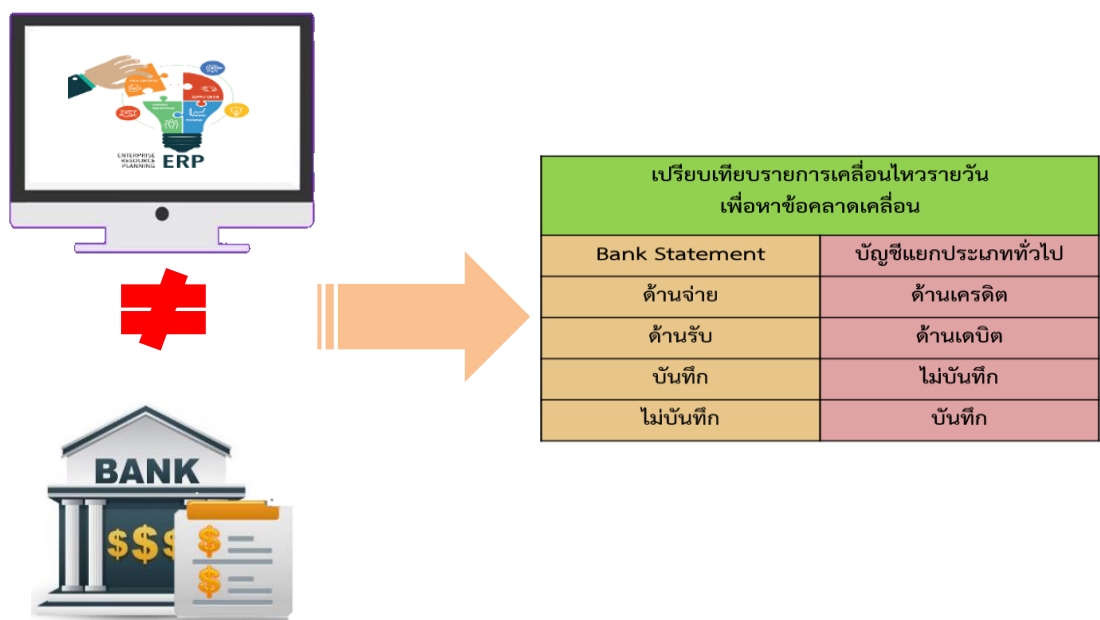 ENTERPRISE
RESOURCE
PLANNING
ERP
BANK
$$$
$
$
เปรียบเทียบรายการเคลื่อนไหวรายวัน
เพื่อหาข้อคลาดเคลื่อน
Bank Statement บัญชีแยกประเภททั่วไป
ด้านจ่าย ด้านเครดิต
ด้านรับ ด้านเดบิต
บันทึก ไม่บันทึก
ไม่บันทึก บันทึก